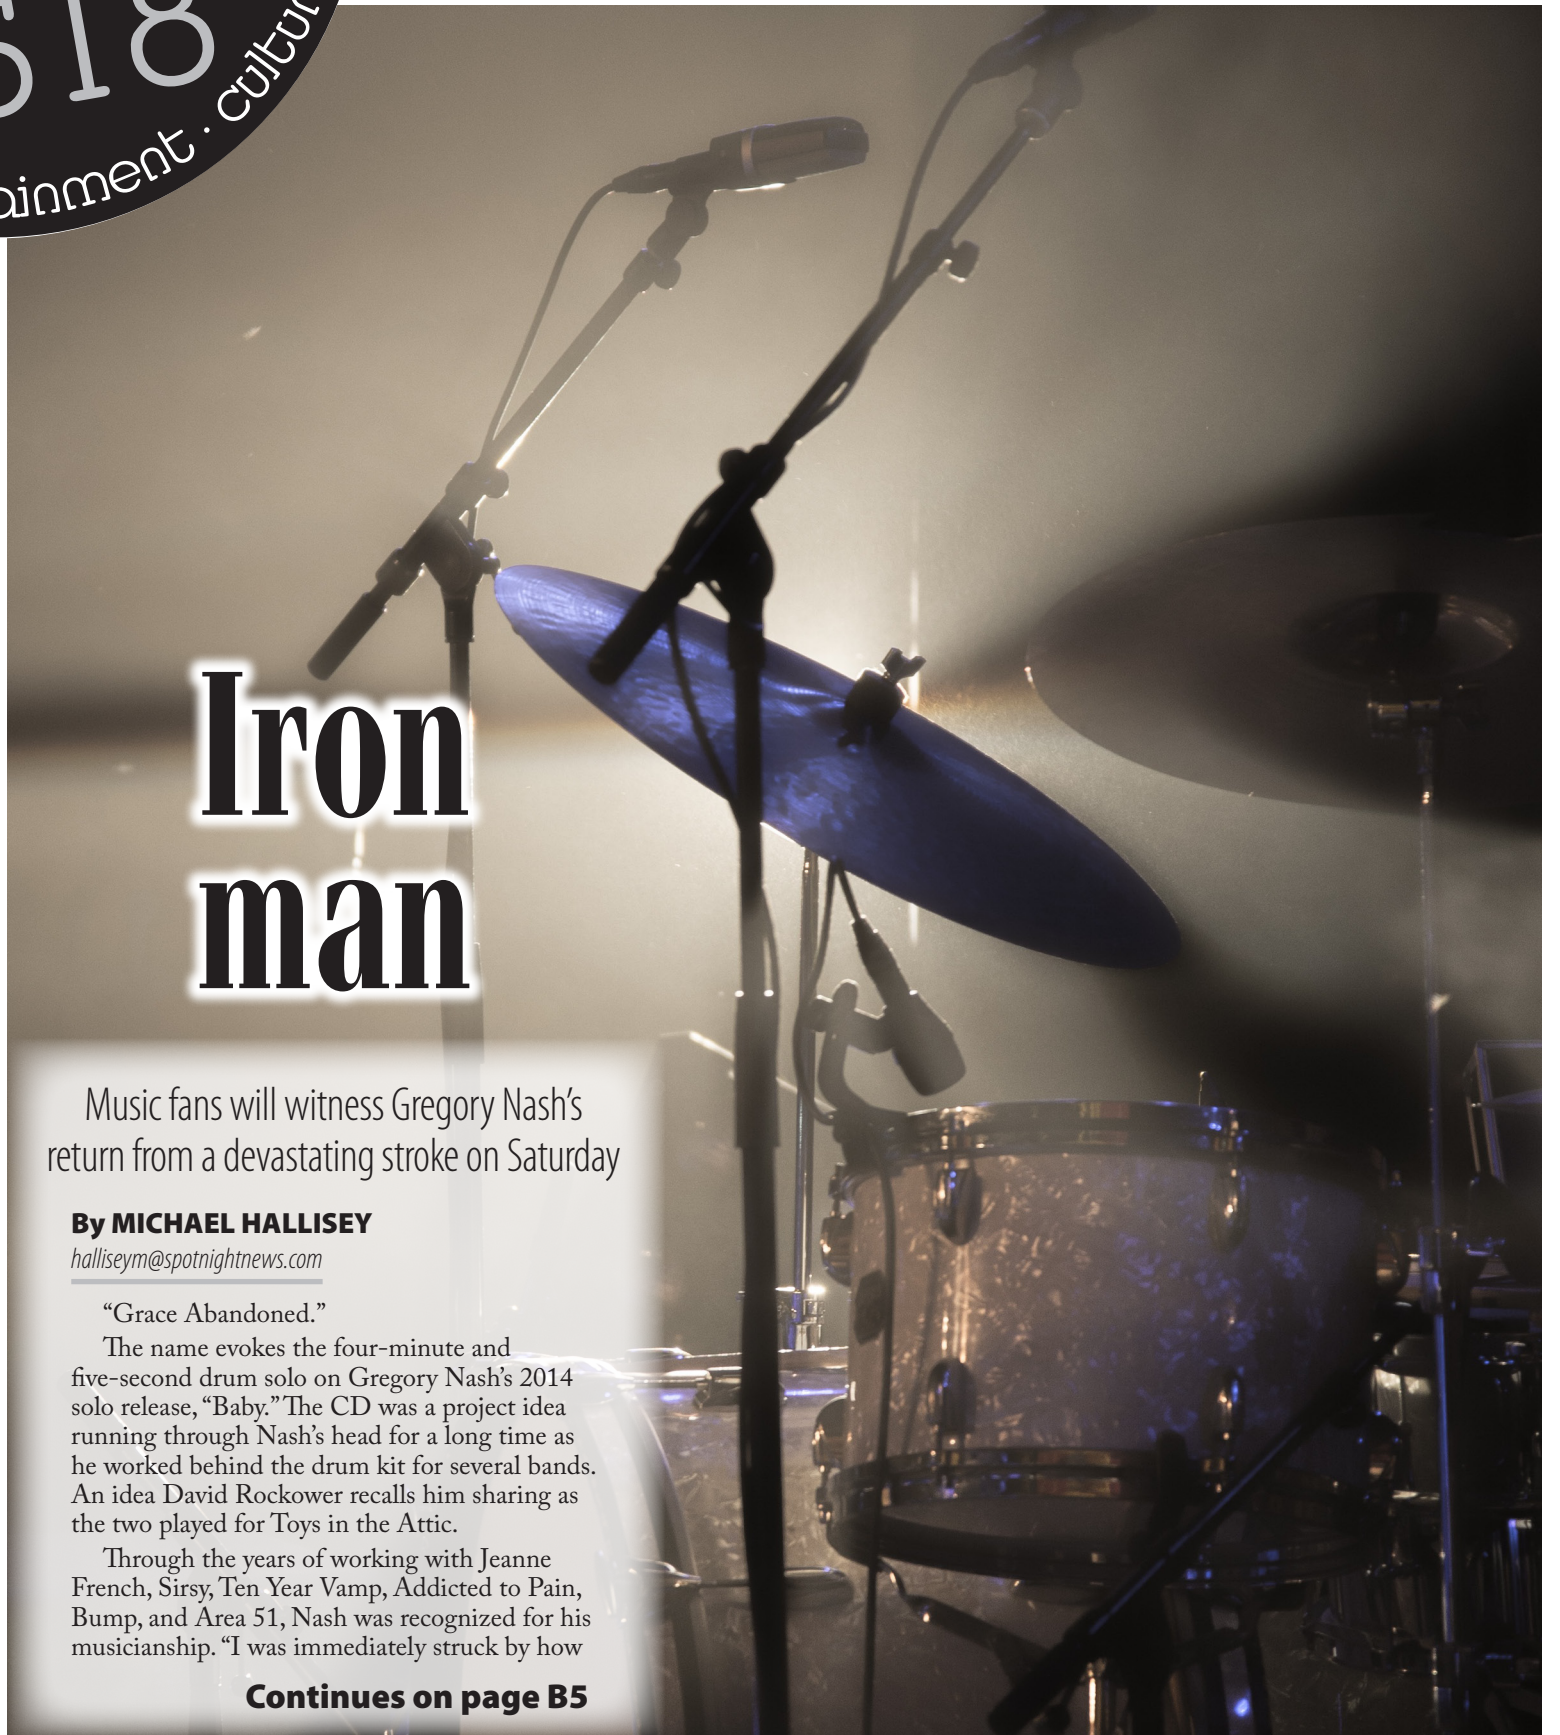 518
ainment · cultur
Iron
man
Music fans will witness Gregory Nash’s
return from a devastating stroke on Saturday
By MICHAEL HALLISEY
halliseym@spotnightnews.com
“Grace Abandoned.”
The name evokes the four-minute and
five-second drum solo on Gregory Nash’s 2014
solo release, “Baby.” The CD was a project idea
running through Nash’s head for a long time as
he worked behind the drum kit for several bands.
An idea David Rockower recalls him sharing as
the two played for Toys in the Attic.
Through the years of working with Jeanne
French, Sirsy, Ten Year Vamp, Addicted to Pain,
Bump, and Area 51, Nash was recognized for his
musicianship. “I was immediately struck by how
Continues on page B5